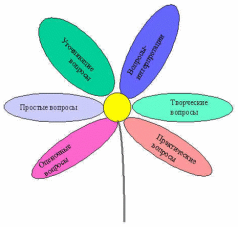 Уточняющие
вопросы
Вопросы-
интерпретации
Простые вопросы
Творческие
вопросы
Оценочные
вопросы
Практические
вопросы